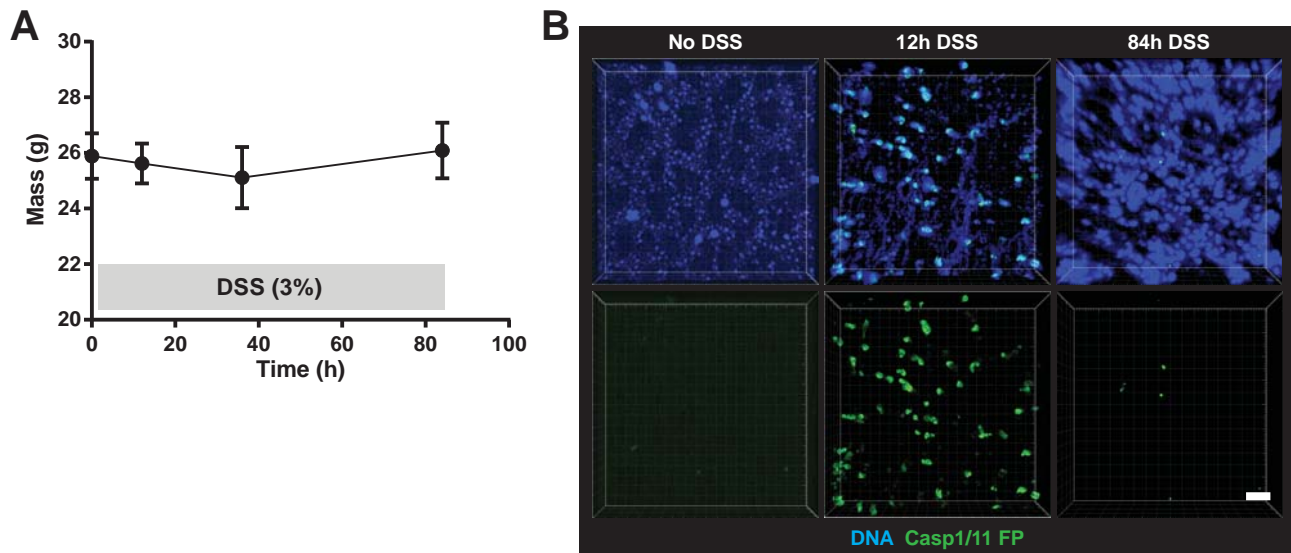 A
30
28
26
24
22
20
Mass (g)
DSS (3%)
0 20 40 60 80 100
Time (h)
B
No DSS 12h DSS 84h DSS
DNA Casp1/11 FP